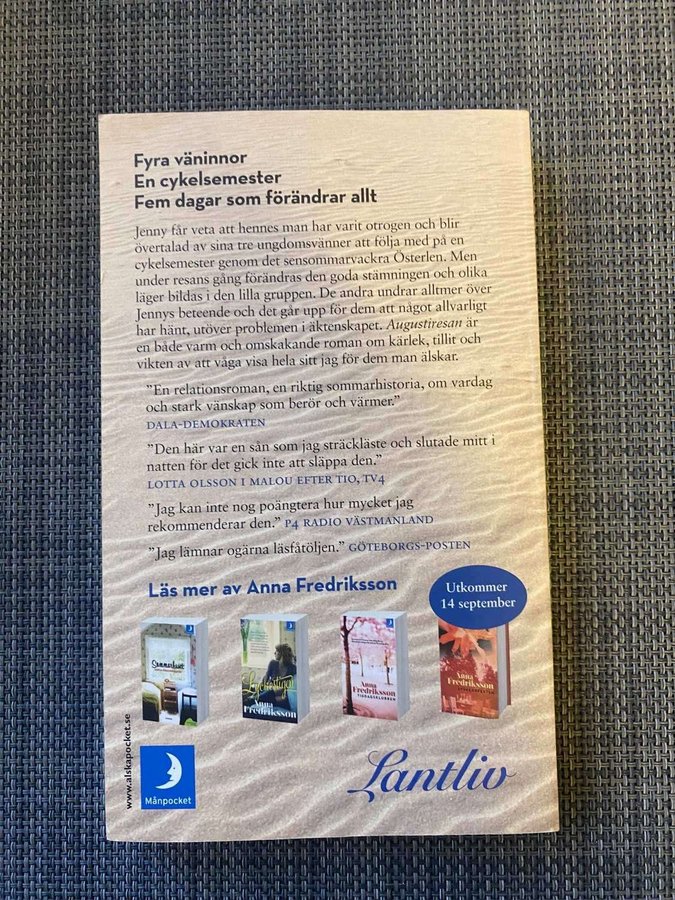 Fyra väninnor
En cykelsemester
Fem dagar som förändrar allt
Jenny får veta att hennes man har varit otrogen och blir
övertalad av sina tre ungdomsvänner att följa med på en
cykelsemester genom det sensommarvackra Österlen. Men
under resans gång förändras den goda stämningen och olika
läger bildas i den lilla gruppen. De andra undrar alltmer över
Jennys beteende och det går upp för dem att något allvarligt
har hänt, utöver problemen i äktenskapet. Augustiresan är
en både varm och omskakande roman om kärlek, tillit och
vikten av att våga visa hela sitt jag för dem man älskar.
”En relationsroman, en riktig sommarhistoria, om vardag
och stark vänskap som berör och värmer.”
DALA-DEMOKRATEN
”Den här var en sån som jag sträckläste och slutade mitt i
natten för det gick inte att släppa den.”
LOTTA OLSSON I MALOU EFTER TIO, TV4
”Jag kan inte nog poängtera hur mycket jag
rekommenderar den.” P4 RADIO VÄSTMANLAND
”Jag lämnar ogärna läsfåtöljen.” GÖTEBORGS-POSTEN
Läs mer av Anna Fredriksson
Utkommer
14 september
Sommarhuset
Lyckostigen
Anna
Fredriksson
Anna
Fredriksson
TISDAGSKLUBBEN
Anna
Fredriksson
www.alskapocket.se
Månpocket
Lantliv